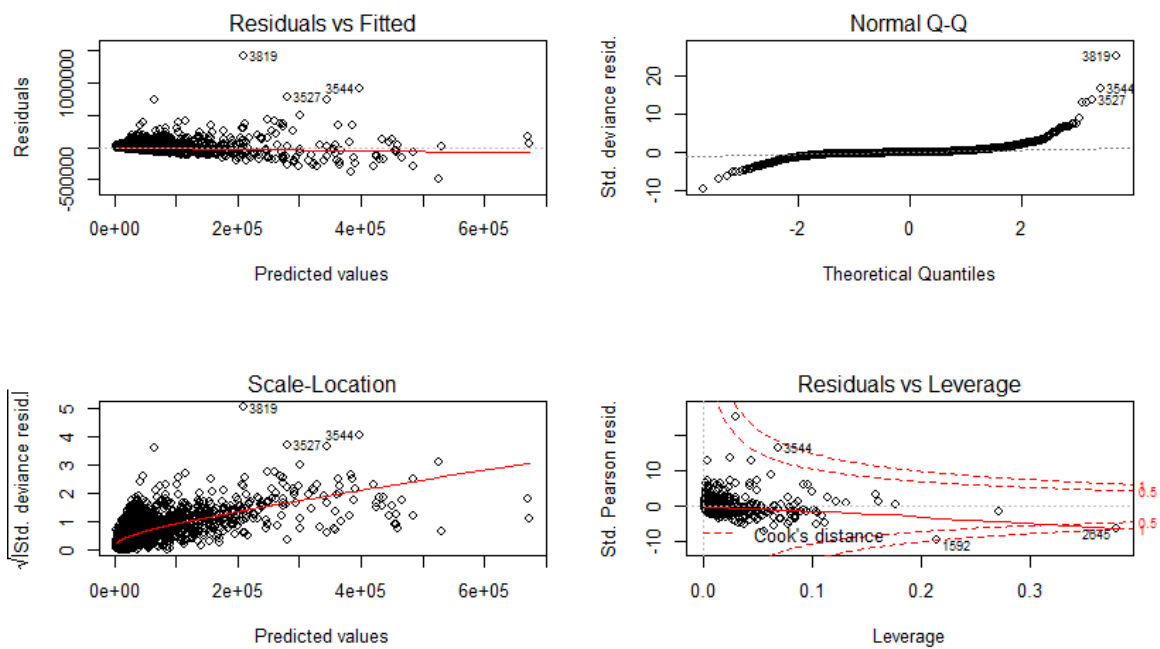 Residuals vs Fitted
Residuals
-500000
1000000
3819
3527
3544
0e+00 2e+05 4e+05 6e+05
Predicted values
Normal Q-Q
Std. deviance resid.
-10 0 10 20
3819
3544
3527
-2 0 2
Theoretical Quantiles
Scale-Location
√|Std. deviance resid.|
0 1 2 3 4 5
3819
3527
3544
0e+00 2e+05 4e+05 6e+05
Predicted values
Residuals vs Leverage
Std. Pearson resid.
-10 0 10
3544
1
0.5
0.5
1
Cook's distance
1592
2645
0.0 0.1 0.2 0.3
Leverage